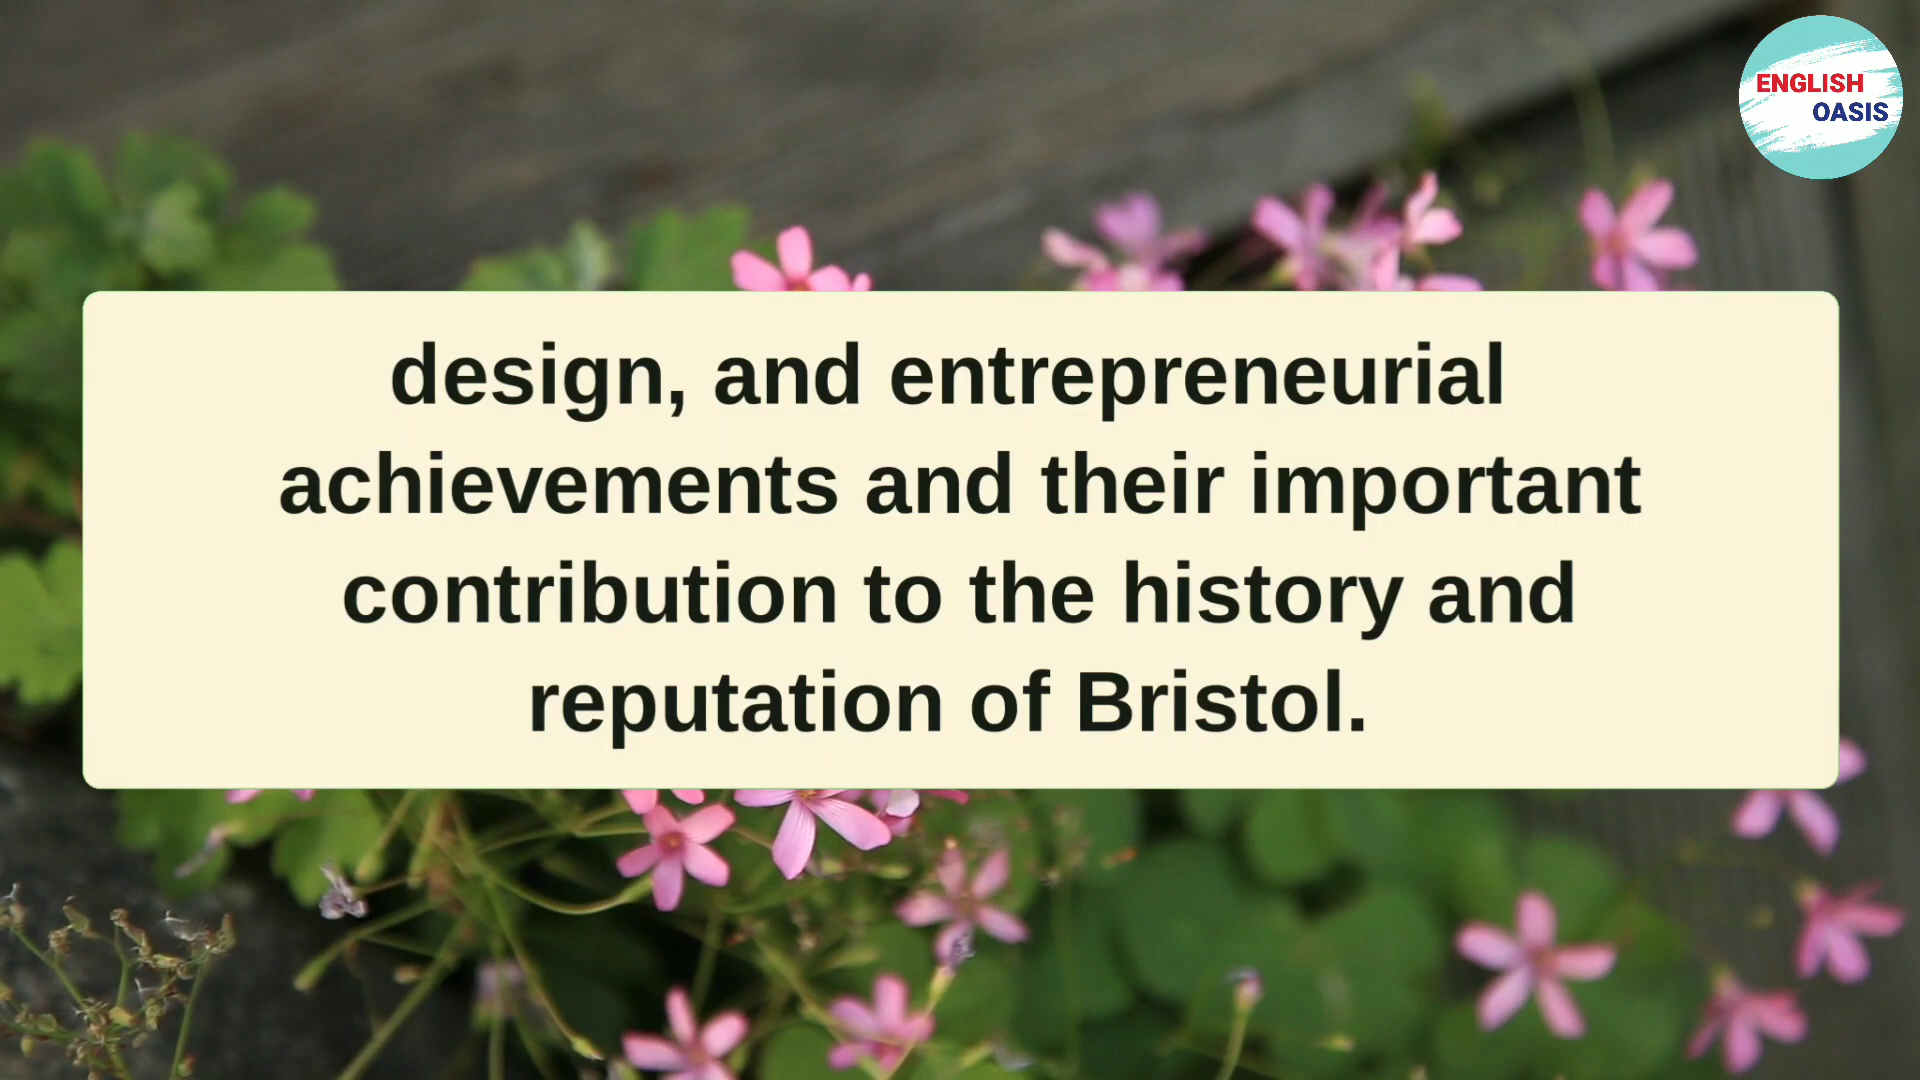 ENGLISH
OASIS
design, and entrepreneurial
achievements and their important
contribution to the history and
reputation of Bristol.